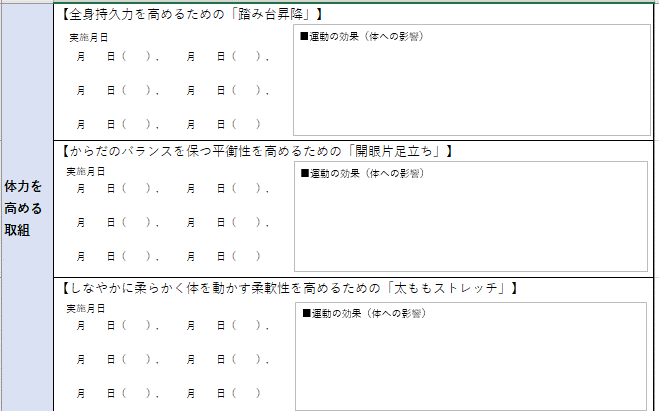 【全身持久力を高めるための「踏み台昇降」】
実施月日
■運動の効果（体への影響）
月　日（　），　月　日（　），
月　日（　），　月　日（　），
月　日（　），　月　日（　）
【からだのバランスを保つ平衡性を高めるための「開眼片足立ち」】
実施月日
■運動の効果（体への影響）
月　日（　），　月　日（　），
月　日（　），　月　日（　），
月　日（　），　月　日（　）
体力を
高める
取組
【しなやかに柔らかく体を動かす柔軟性を高めるための「太ももストレッチ」】
実施月日
■運動の効果（体への影響）
月　日（　），　月　日（　），
月　日（　），　月　日（　），
月　日（　），　月　日（　）